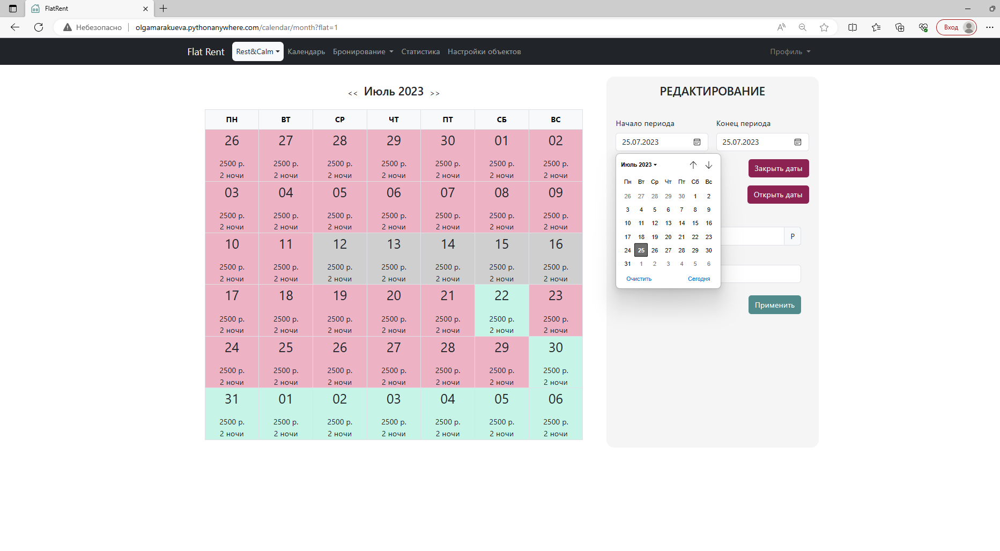 FlatRent
Небезопасно olgamarakueva.pythonanywhere.com/calendar/month?flat=1 Вход
Flat Rent Rest&Calm Календарь Бронирование Статистика Настройки объектов Профиль
<< Июль 2023 >>
ПН ВТ СР ЧТ ПТ СБ ВС
26 27 28 29 30 01 02
2500 р. 2500 р. 2500 р. 2500 р. 2500 р. 2500 р. 2500 р.
2 ночи 2 ночи 2 ночи 2 ночи 2 ночи 2 ночи 2 ночи
03 04 05 06 07 08 09
2500 р. 2500 р. 2500 р. 2500 р. 2500 р. 2500 р. 2500 р.
2 ночи 2 ночи 2 ночи 2 ночи 2 ночи 2 ночи 2 ночи
10 11 12 13 14 15 16
2500 р. 2500 р. 2500 р. 2500 р. 2500 р. 2500 р. 2500 р.
2 ночи 2 ночи 2 ночи 2 ночи 2 ночи 2 ночи 2 ночи
17 18 19 20 21 22 23
2500 р. 2500 р. 2500 р. 2500 р. 2500 р. 2500 р. 2500 р.
2 ночи 2 ночи 2 ночи 2 ночи 2 ночи 2 ночи 2 ночи
24 25 26 27 28 29 30
2500 р. 2500 р. 2500 р. 2500 р. 2500 р. 2500 р. 2500 р.
2 ночи 2 ночи 2 ночи 2 ночи 2 ночи 2 ночи 2 ночи
31 01 02 03 04 05 06
2500 р. 2500 р. 2500 р. 2500 р. 2500 р. 2500 р. 2500 р.
2 ночи 2 ночи 2 ночи 2 ночи 2 ночи 2 ночи 2 ночи
РЕДАКТИРОВАНИЕ
Начало периода Конец периода
25.07.2023 25.07.2023
Июль 2023
Пн Вт Ср Чт Пт Сб Вс
26 27 28 29 30 1 2
3 4 5 6 7 8 9
10 11 12 13 14 15 16
17 18 19 20 21 22 23
24 25 26 27 28 29 30
31 1 2 3 4 5 6
Очистить Сегодня
Закрыть даты
Открыть даты
Р
Применить